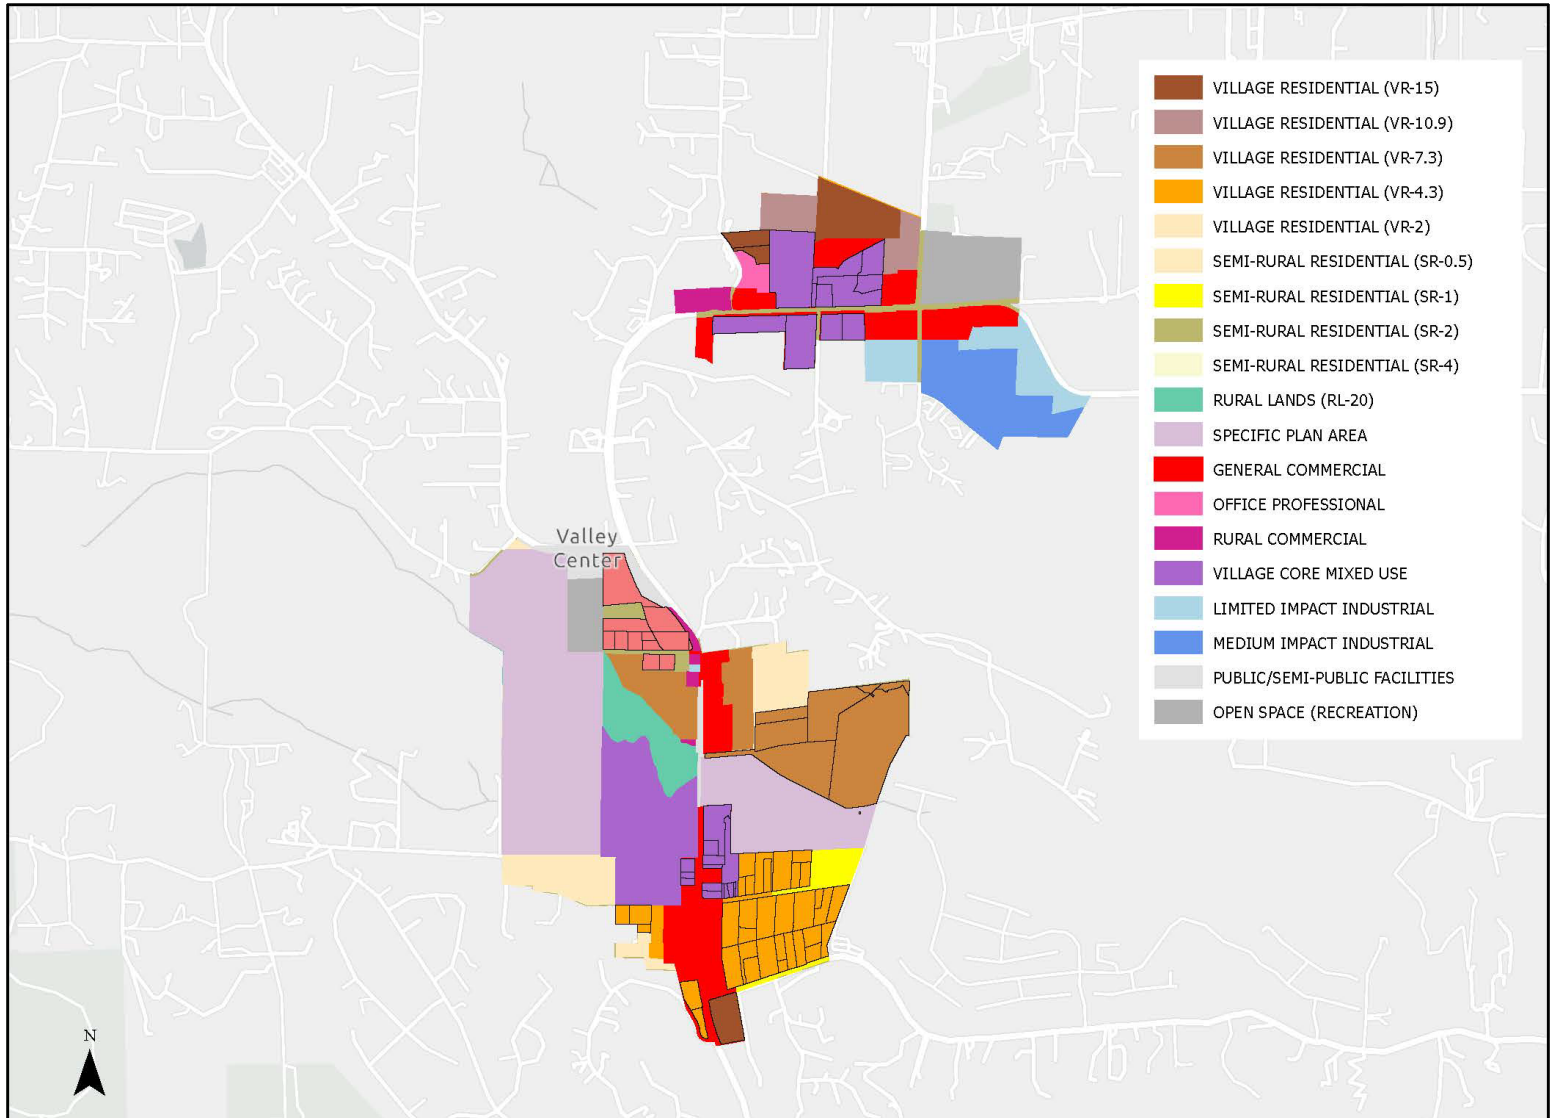 VILLAGE RESIDENTIAL (VR-15)
VILLAGE RESIDENTIAL (VR-10.9)
VILLAGE RESIDENTIAL (VR-7.3)
VILLAGE RESIDENTIAL (VR-4.3)
VILLAGE RESIDENTIAL (VR-2)
SEMI-RURAL RESIDENTIAL (SR-0.5)
SEMI-RURAL RESIDENTIAL (SR-1)
SEMI-RURAL RESIDENTIAL (SR-2)
SEMI-RURAL RESIDENTIAL (SR-4)
RURAL LANDS (RL-20)
SPECIFIC PLAN AREA
GENERAL COMMERCIAL
OFFICE PROFESSIONAL
RURAL COMMERCIAL
VILLAGE CORE MIXED USE
LIMITED IMPACT INDUSTRIAL
MEDIUM IMPACT INDUSTRIAL
PUBLIC/SEMI-PUBLIC FACILITIES
OPEN SPACE (RECREATION)
Valley
Center
N